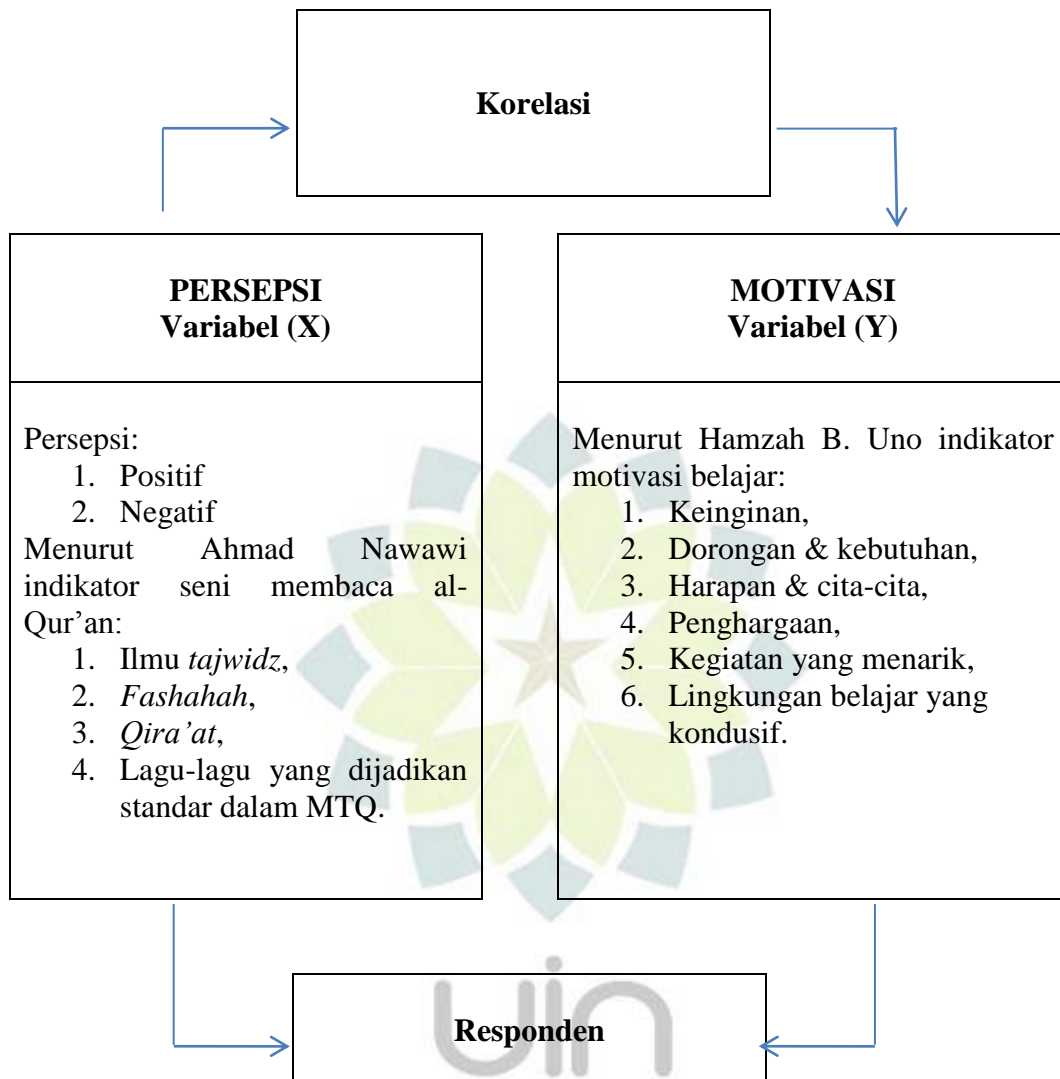 Korelasi
PERSEPSI
Variabel (X)
Persepsi:
1. Positif
2. Negatif
Menurut Ahmad Nawawi
indikator seni membaca al-
Qur’an:
1. Ilmu tajwidz,
2. Fashahah,
3. Qira’at,
4. Lagu-lagu yang dijadikan
standar dalam MTQ.
MOTIVASI
Variabel (Y)
Menurut Hamzah B. Uno indikator
motivasi belajar:
1. Keinginan,
2. Dorongan & kebutuhan,
3. Harapan & cita-cita,
4. Penghargaan,
5. Kegiatan yang menarik,
6. Lingkungan belajar yang
kondusif.
uin
Responden